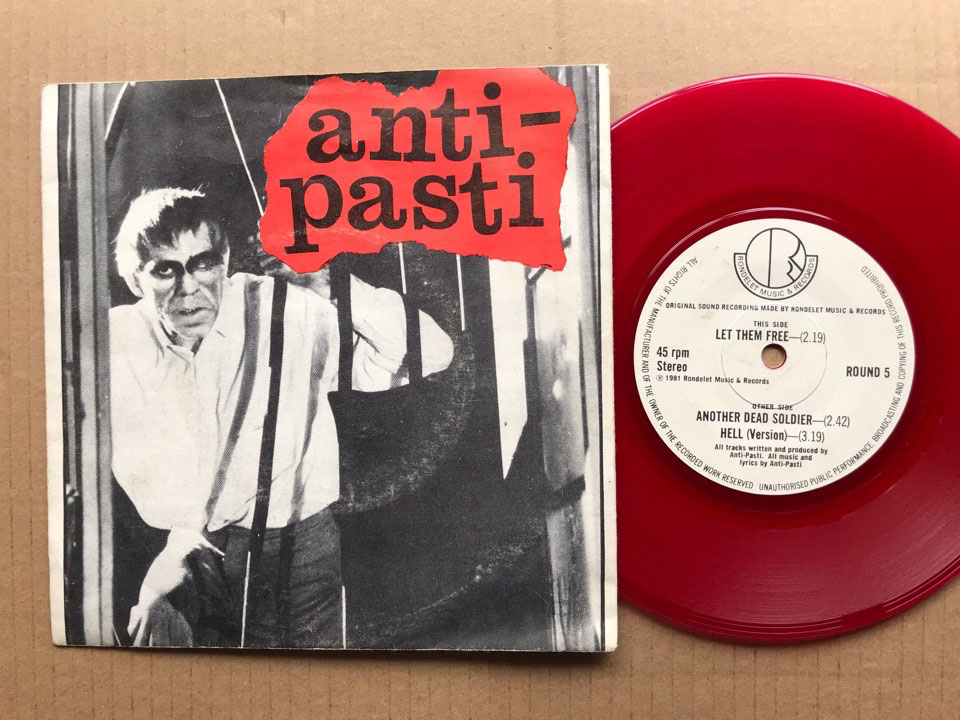 anti-
pasti
RONDELET MUSIC & RECORDS
ORIGINAL SOUND RECORDING MADE BY RONDELET MUSIC & RECORDS
THIS SIDE
LET THEM FREE—(2.19)
45 rpm
Stereo
℗ 1981 Rondelet Music & Records
ROUND 5
OTHER SIDE
ANOTHER DEAD SOLDIER—(2.42)
HELL (Version)—(3.19)
All tracks written and produced by
Anti-Pasti. All music and
lyrics by Anti-Pasti
ALL RIGHTS OF THE MANUFACTURER AND OF THE OWNER OF THE RECORDED WORK RESERVED UNAUTHORISED PUBLIC PERFORMANCE, BROADCASTING AND COPYING OF THIS RECORD PROHIBITED